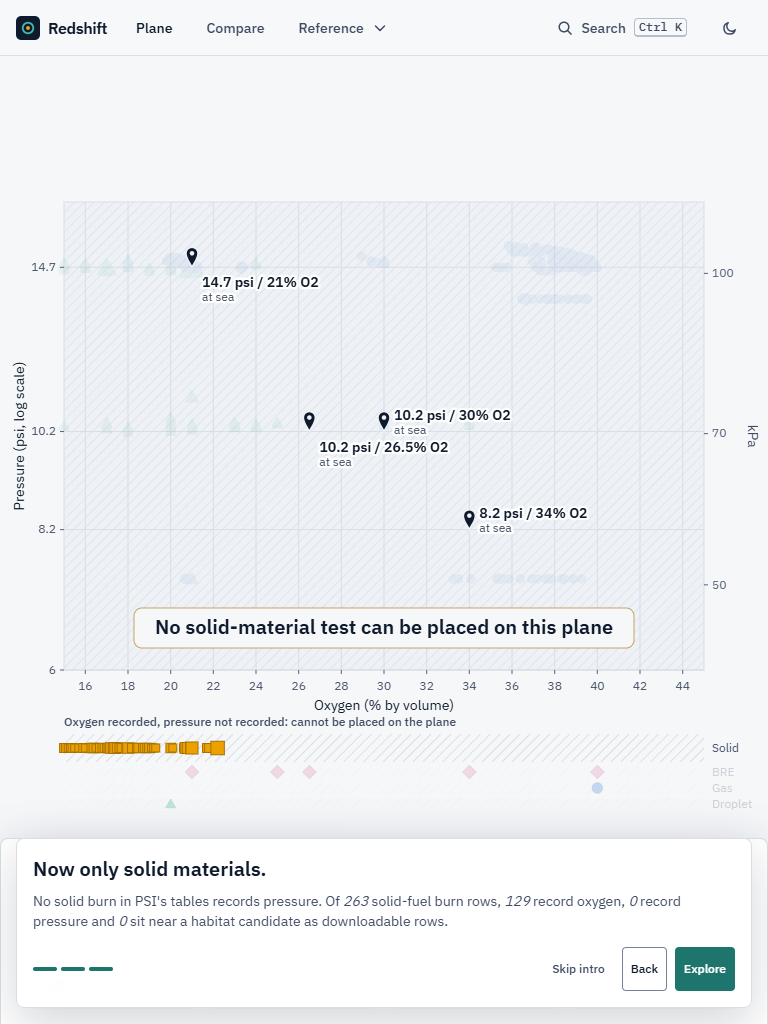 Redshift Plane Compare Reference Search Ctrl K
14.7 psi / 21% O2
at sea
10.2 psi / 30% O2
at sea
10.2 psi / 26.5% O2
at sea
8.2 psi / 34% O2
at sea
No solid-material test can be placed on this plane
Pressure (psi, log scale)
14.7
10.2
8.2
6
100
70
50
kPa
16 18 20 22 24 26 28 30 32 34 36 38 40 42 44
Oxygen (% by volume)
Oxygen recorded, pressure not recorded: cannot be placed on the plane
Solid
BRE
Gas
Droplet
Now only solid materials.
No solid burn in PSI's tables records pressure. Of 263 solid-fuel burn rows, 129 record oxygen, 0 record
pressure and 0 sit near a habitat candidate as downloadable rows.
Skip intro Back Explore